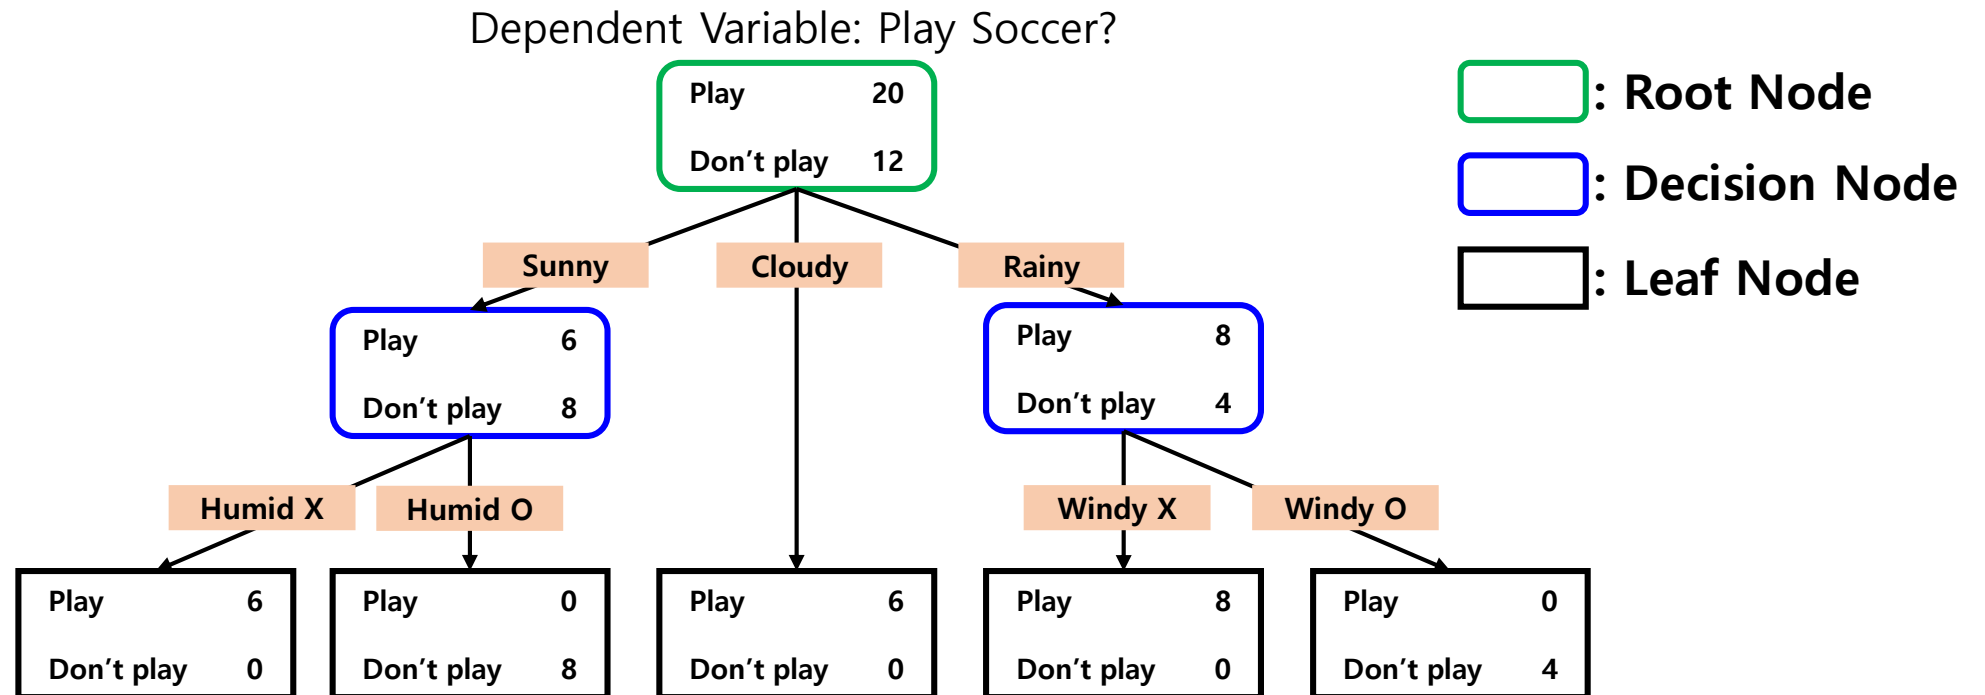 Dependent Variable: Play Soccer?
Play 20
Don’t play 12
: Root Node
: Decision Node
: Leaf Node
Sunny
Cloudy
Rainy
Play 6
Don’t play 8
Play 8
Don’t play 4
Humid X
Humid O
Windy X
Windy O
Play 6
Don’t play 0
Play 0
Don’t play 8
Play 6
Don’t play 0
Play 8
Don’t play 0
Play 0
Don’t play 4